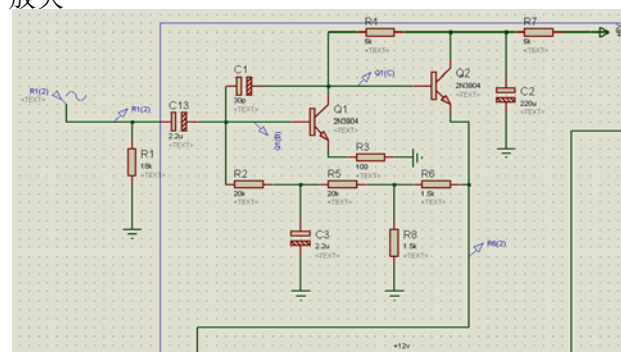 放大
R4
5k
<TEXT>
R7
5k
<TEXT>
C1
30p
<TEXT>
Q1(C)
Q2
2N3904
<TEXT>
R1(2)
<TEXT>
R1(2)
C13
2.2u
<TEXT>
Q1(B)
Q1
2N3904
<TEXT>
C2
220u
<TEXT>
R1
18k
<TEXT>
R3
100
<TEXT>
R2
20k
<TEXT>
R5
20k
<TEXT>
R6
1.5k
<TEXT>
C3
2.2u
<TEXT>
R8
1.5k
<TEXT>
R6(2)
+12v